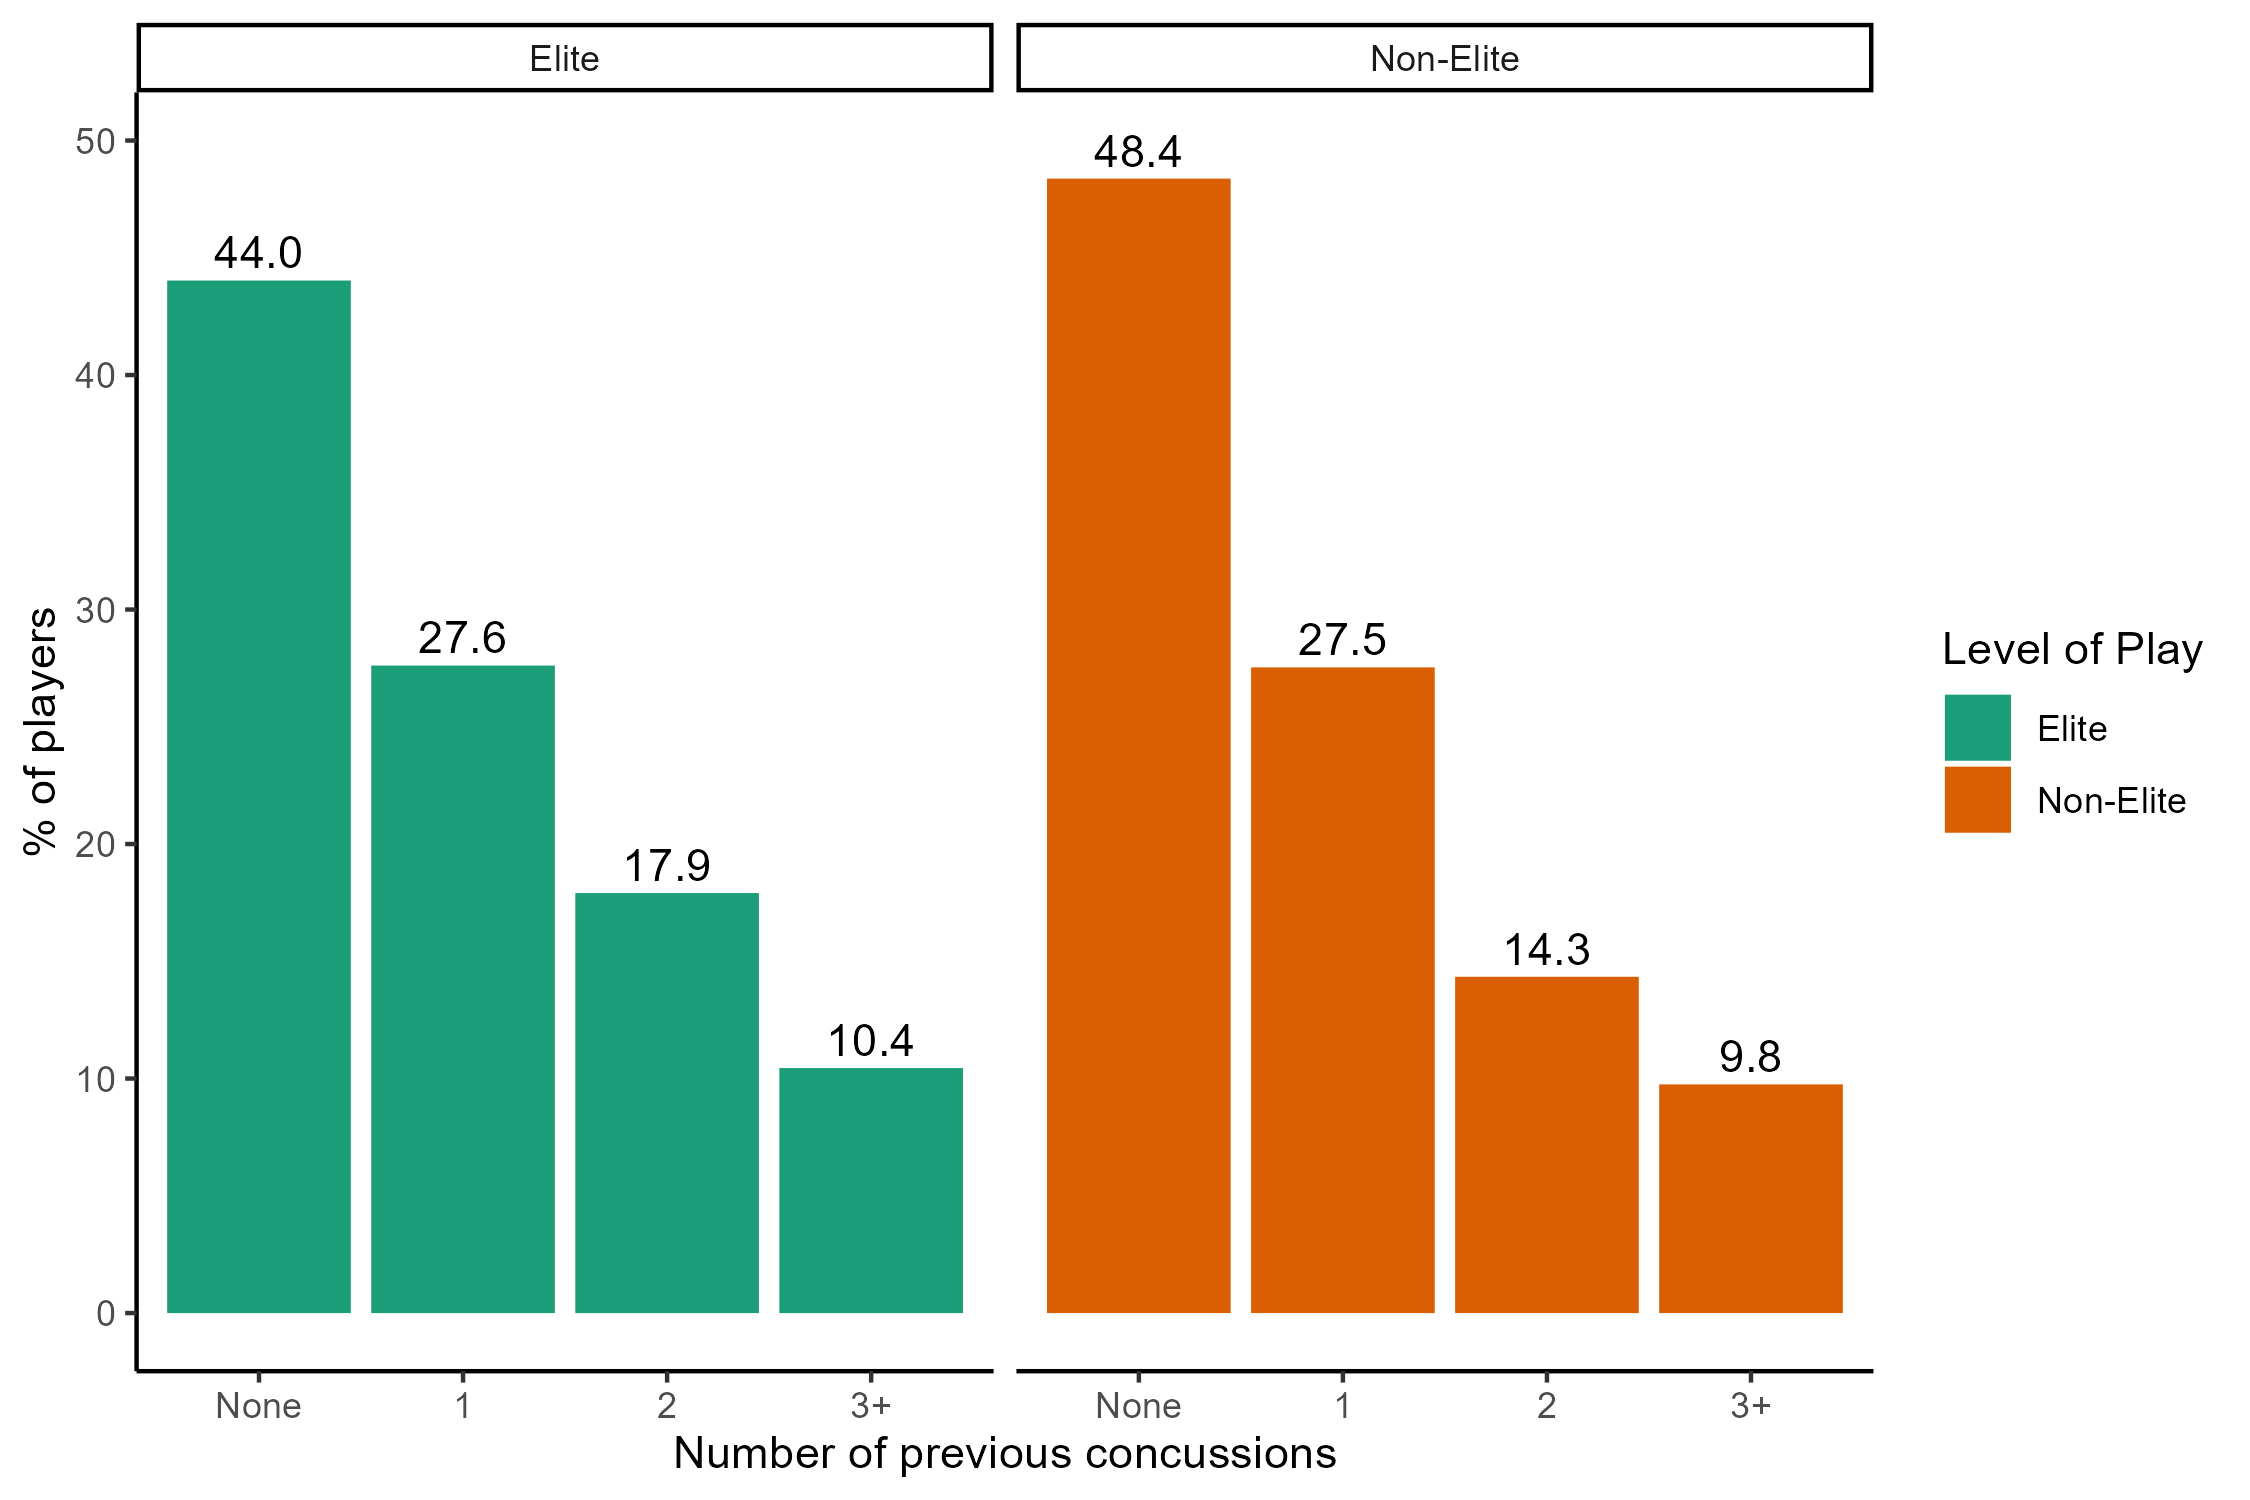 Elite
Non-Elite
50
40
30
20
10
0
% of players
44.0
27.6
17.9
10.4
48.4
27.5
14.3
9.8
None
1
2
3+
None
1
2
3+
Number of previous concussions
Level of Play
Elite
Non-Elite